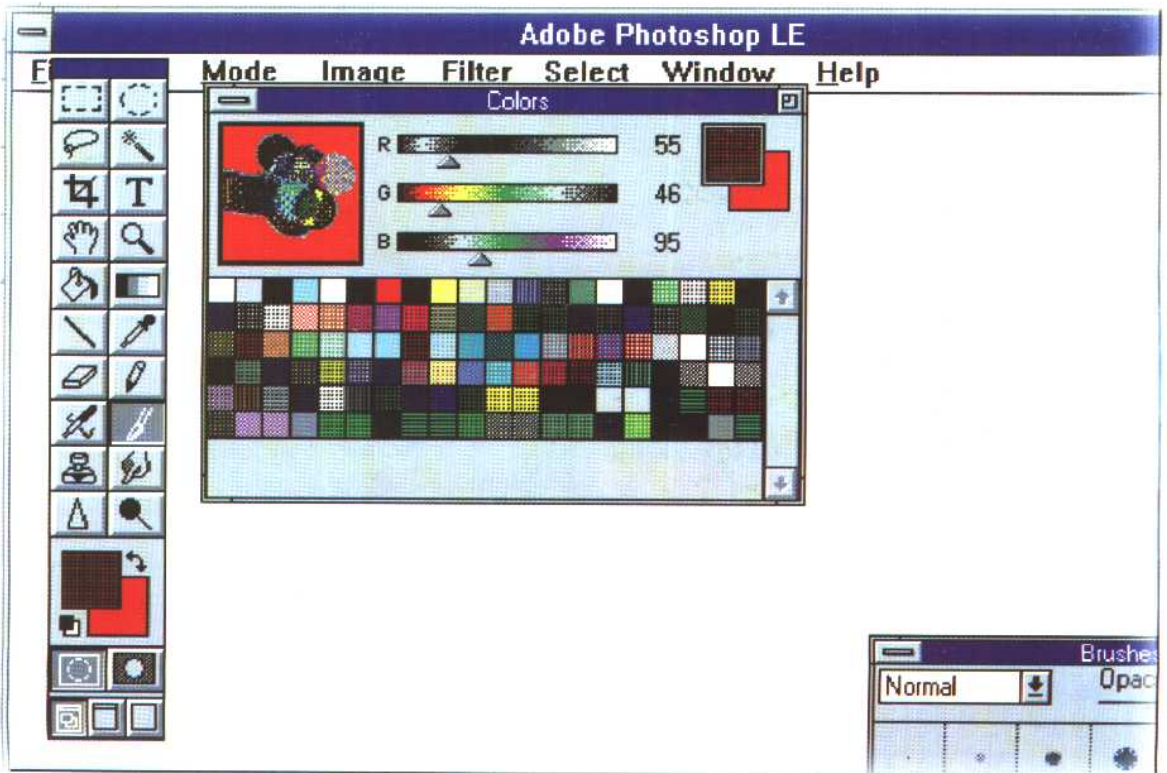 Adobe Photoshop LE
Mode Image Filter Select Window Help
Colors
R 55
G 46
B 95
T
Brushes
Normal